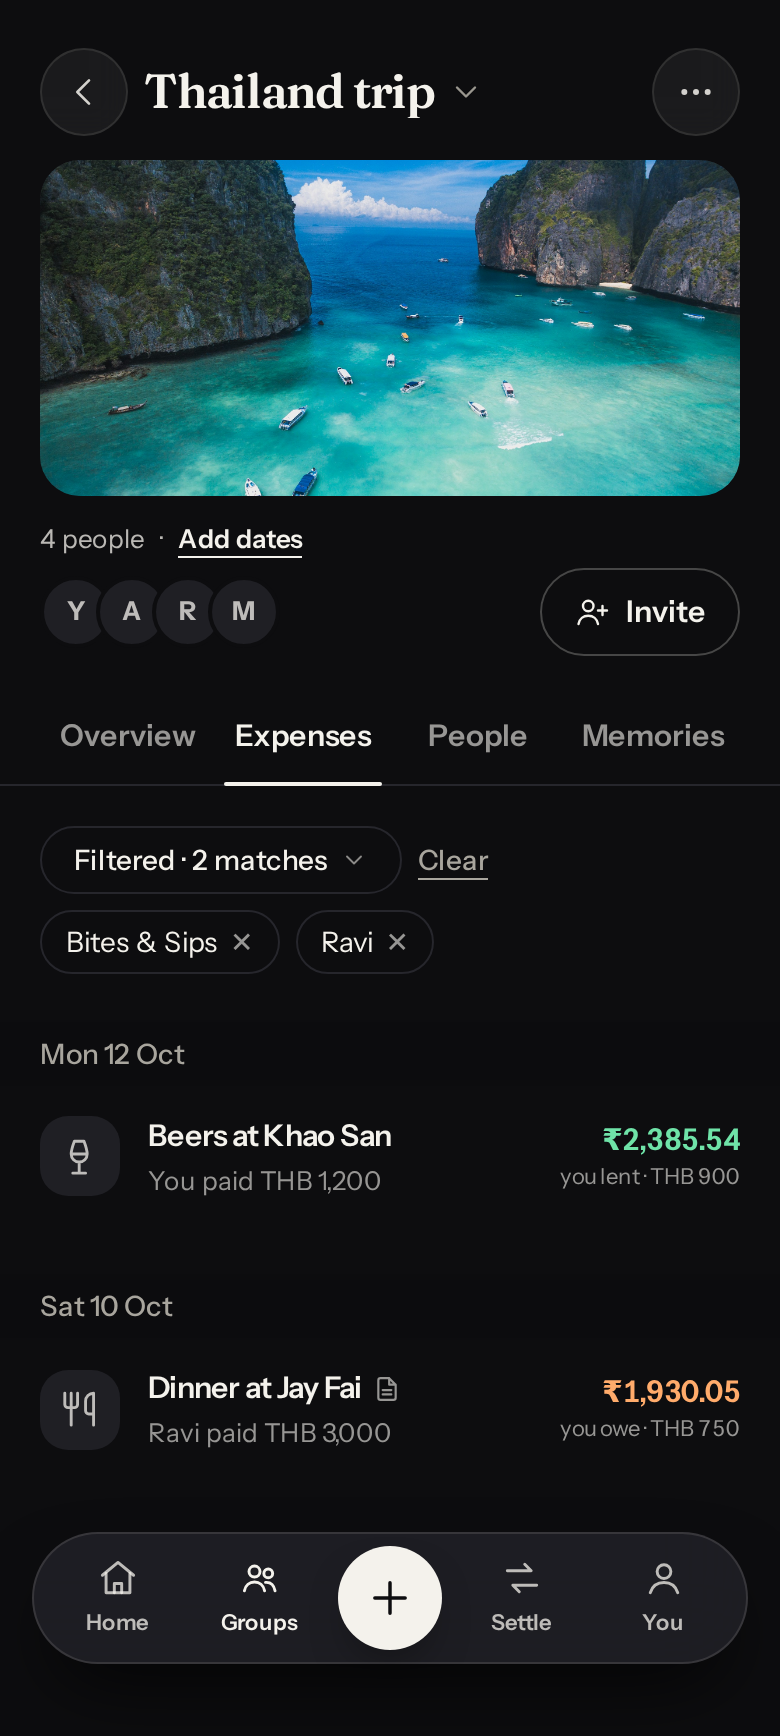 Thailand trip
4 people · Add dates
Y A R M
Invite
Overview Expenses People Memories
Filtered · 2 matches Clear
Bites & Sips ✕ Ravi ✕
Mon 12 Oct
Beers at Khao San ₹2,385.54
You paid THB 1,200 you lent · THB 900
Sat 10 Oct
Dinner at Jay Fai ₹1,930.05
Ravi paid THB 3,000 you owe · THB 750
Home Groups Settle You